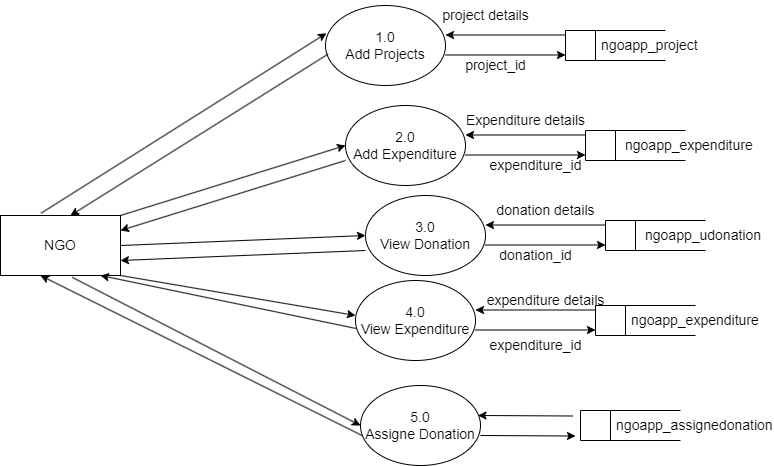 project details
1.0
Add Projects
ngoapp_project
project_id
Expenditure details
2.0
Add Expenditure
ngoapp_expenditure
expenditure_id
donation details
3.0
View Donation
ngoapp_udonation
donation_id
NGO
expenditure details
4.0
View Expenditure
ngoapp_expenditure
expenditure_id
5.0
Assigne Donation
ngoapp_assignedonation